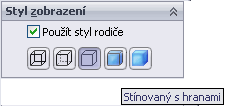 Styl zobrazení
Použít styl rodiče
Stínovaný s hranami